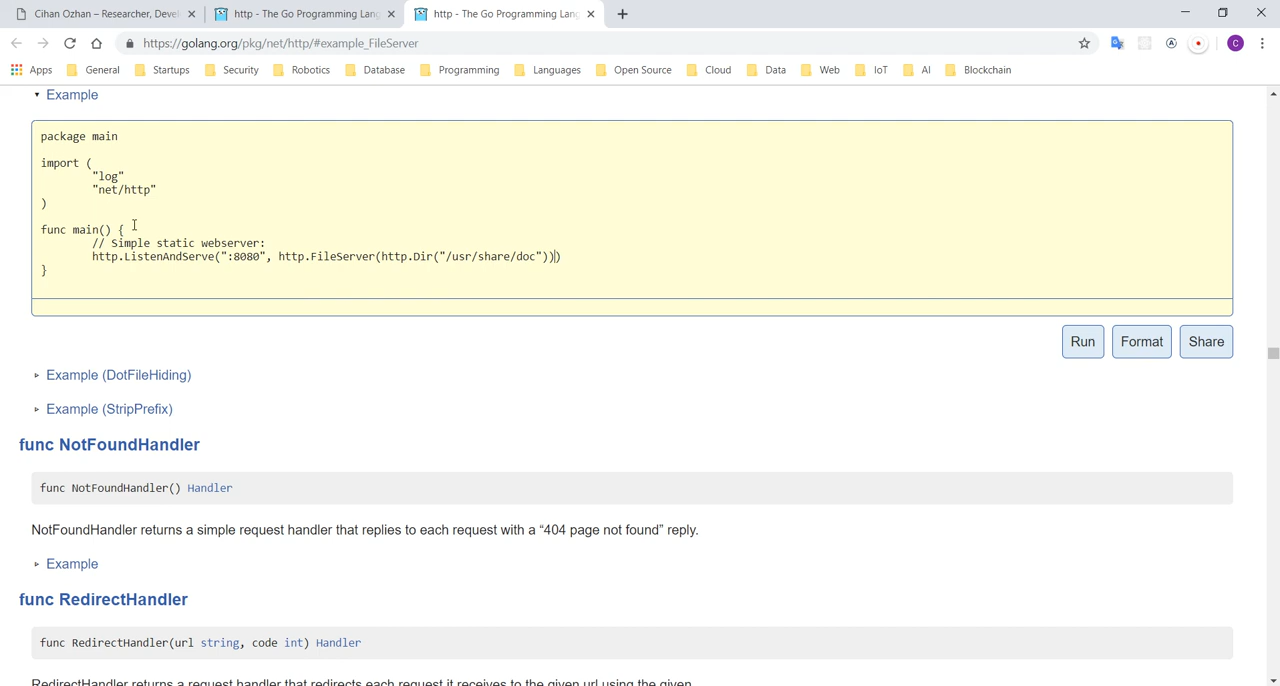 Cihan Ozhan – Researcher, Devel
http - The Go Programming Lang
http - The Go Programming Lang
https://golang.org/pkg/net/http/#example_FileServer
C
Apps General Startups Security Robotics Database Programming Languages Open Source Cloud Data Web IoT AI Blockchain
Example
package main
import (
"log"
"net/http"
)
func main() {
// Simple static webserver:
http.ListenAndServe(":8080", http.FileServer(http.Dir("/usr/share/doc")))
}
Run Format Share
Example (DotFileHiding)
Example (StripPrefix)
func NotFoundHandler
func NotFoundHandler() Handler
NotFoundHandler returns a simple request handler that replies to each request with a “404 page not found” reply.
Example
func RedirectHandler
func RedirectHandler(url string, code int) Handler
RedirectHandler returns a request handler that redirects each request it receives to the given url using the given